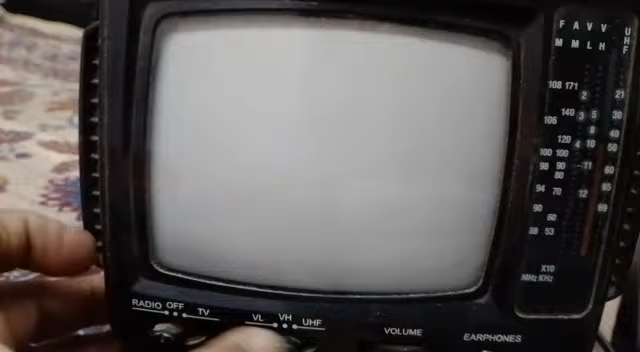 F A V V U
M M L H H
F
108 171
2 21
140 3 5 30
106
8 40
120 4 10 50
100 100
98 90 11 60
80
94 70 12 65
90 69
60
88 53
X10
MHz KHz
RADIO OFF TV
VL VH UHF
VOLUME
EARPHONES